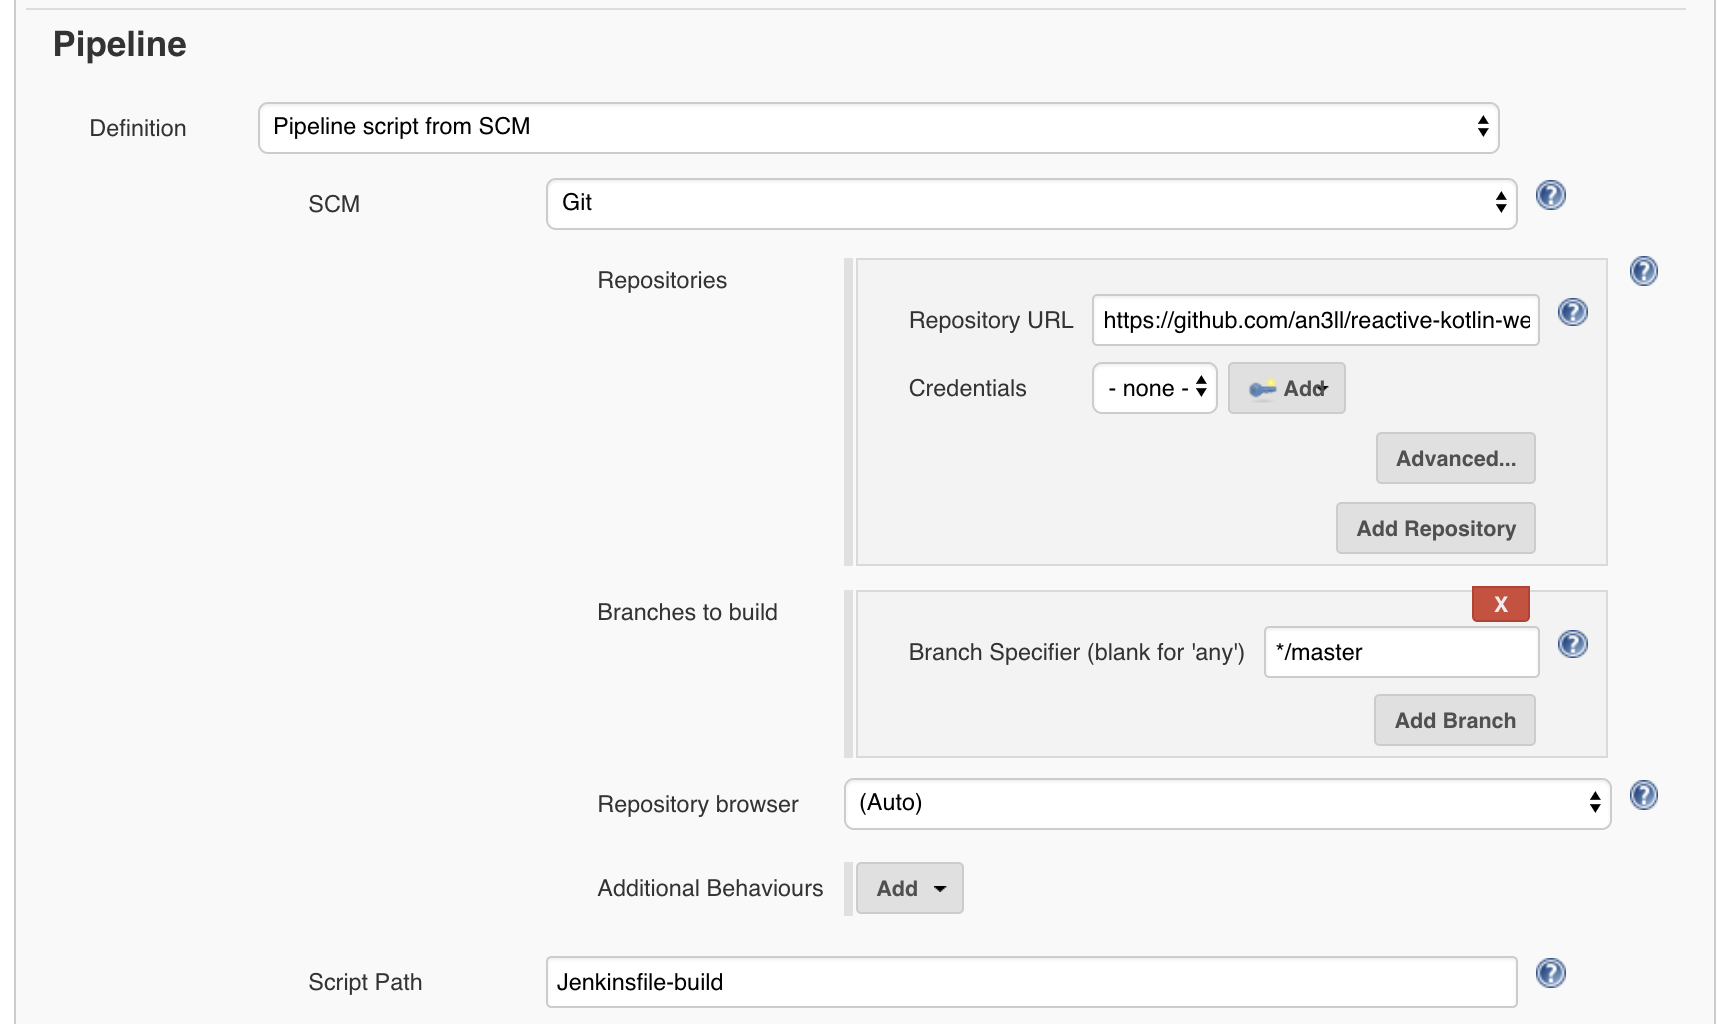 Pipeline
Definition Pipeline script from SCM
SCM Git
Repositories
Repository URL https://github.com/an3ll/reactive-kotlin-we
Credentials - none - Add
Advanced...
Add Repository
X
Branches to build
Branch Specifier (blank for 'any') */master
Add Branch
Repository browser (Auto)
Additional Behaviours Add
Script Path Jenkinsfile-build